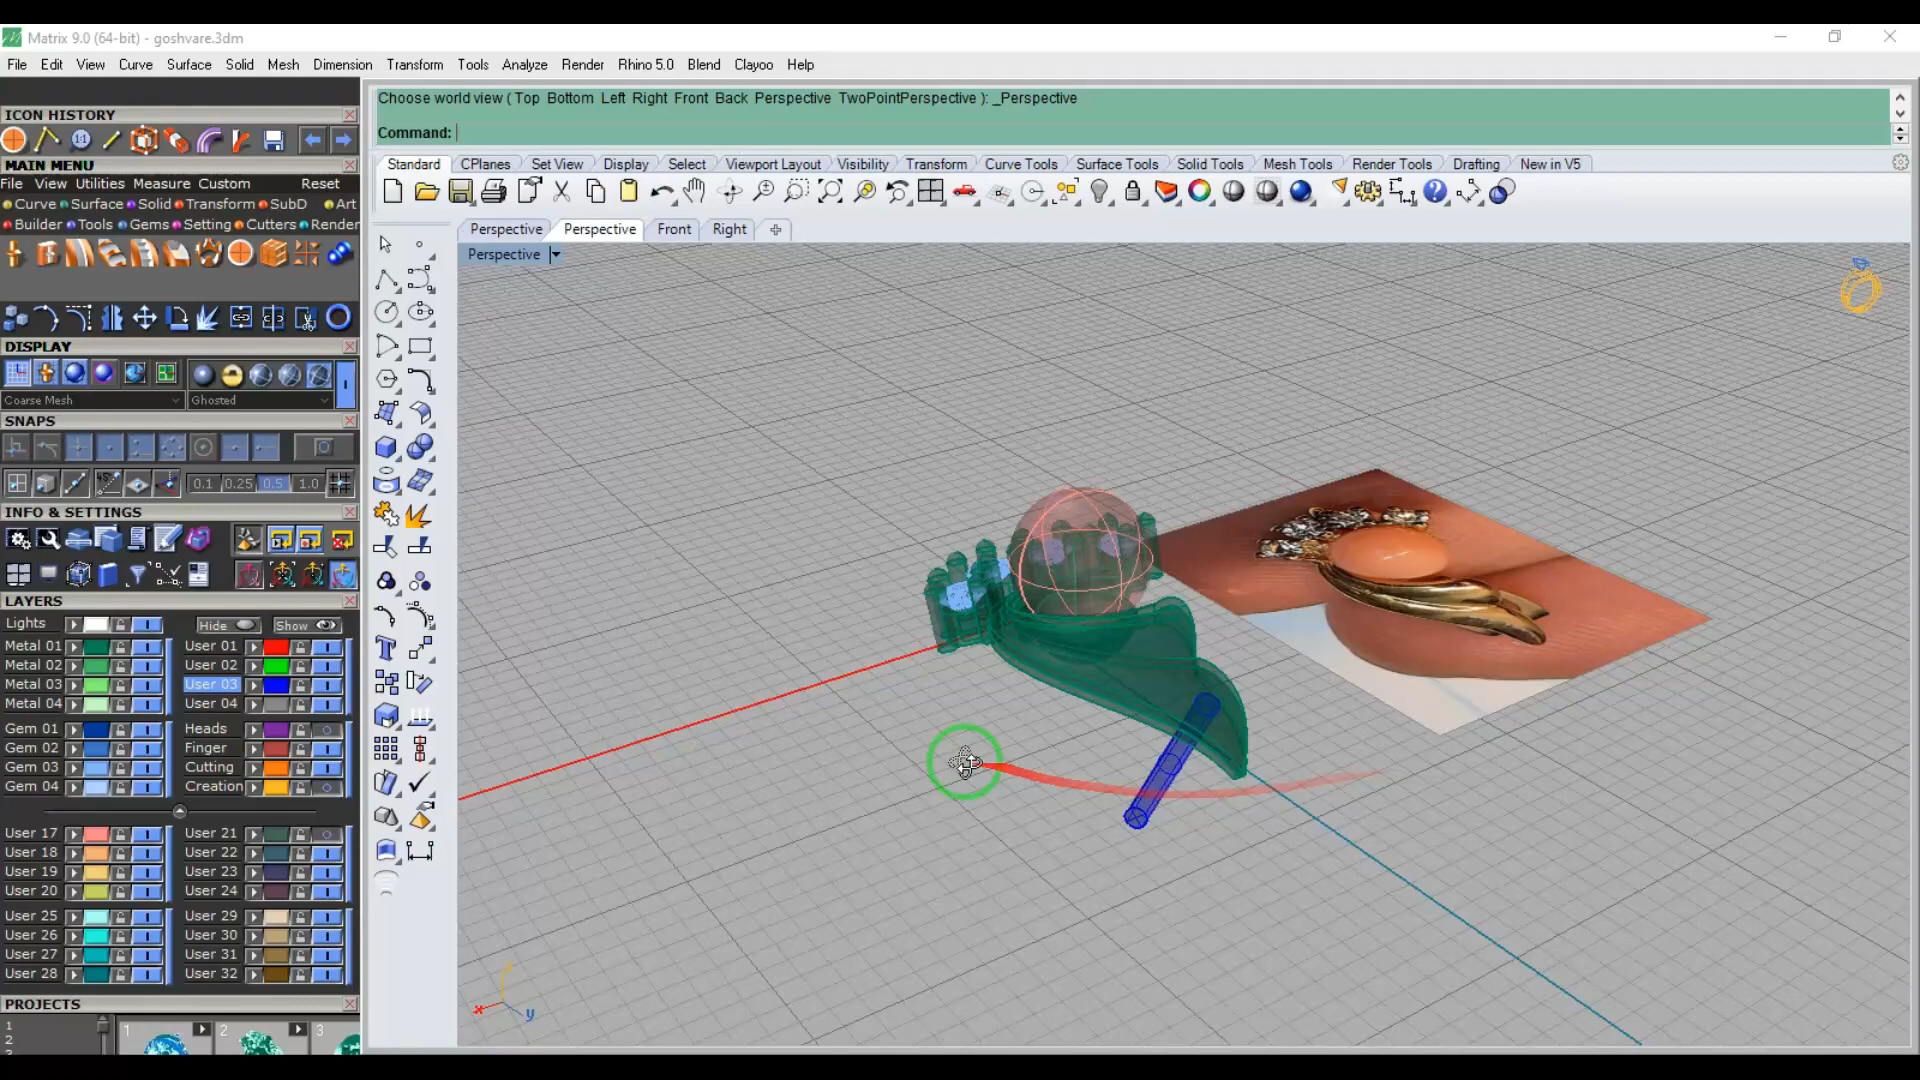 Matrix 9.0 (64-bit) - goshvare.3dm
File Edit View Curve Surface Solid Mesh Dimension Transform Tools Analyze Render Rhino 5.0 Blend Clayoo Help
ICON HISTORY
MAIN MENU
File View Utilities Measure Custom Reset
Curve Surface Solid Transform SubD Art
Builder Tools Gems Setting Cutters Render
DISPLAY
Coarse Mesh Ghosted
SNAPS
0.1 0.25 0.5 1.0
INFO & SETTINGS
LAYERS
Lights Hide Show
Metal 01 User 01
Metal 02 User 02
Metal 03 User 03
Metal 04 User 04
Gem 01 Heads
Gem 02 Finger
Gem 03 Cutting
Gem 04 Creation
User 17 User 21
User 18 User 22
User 19 User 23
User 20 User 24
User 25 User 29
User 26 User 30
User 27 User 31
User 28 User 32
PROJECTS
1 1 2 3
2
Choose world view ( Top Bottom Left Right Front Back Perspective TwoPointPerspective ): _Perspective
Command:
Standard CPlanes Set View Display Select Viewport Layout Visibility Transform Curve Tools Surface Tools Solid Tools Mesh Tools Render Tools Drafting New in V5
Perspective Perspective Front Right
Perspective
x y